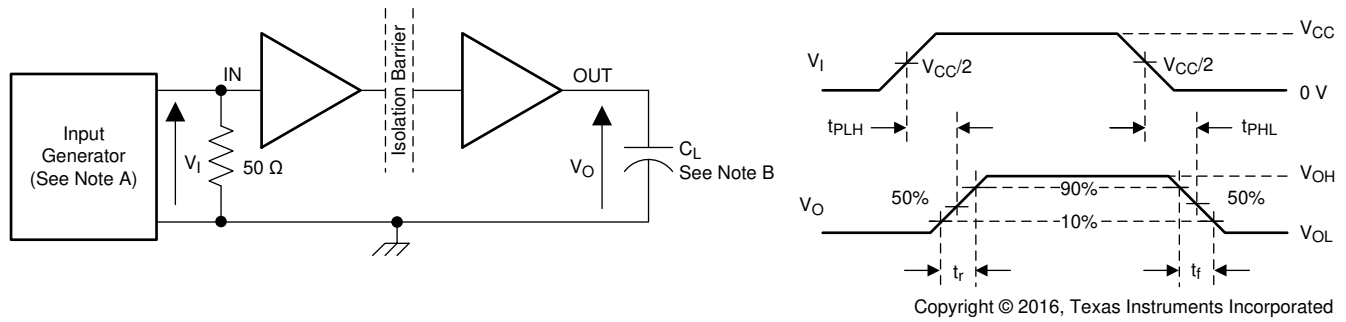 Input
Generator
(See Note A)
IN
V_I
50 Ω
Isolation Barrier
OUT
V_O
C_L
See Note B
V_I
V_CC/2
V_CC/2
V_CC
0 V
t_PLH
t_PHL
V_O
50%
90%
10%
50%
V_OH
V_OL
t_r
t_f
Copyright © 2016, Texas Instruments Incorporated